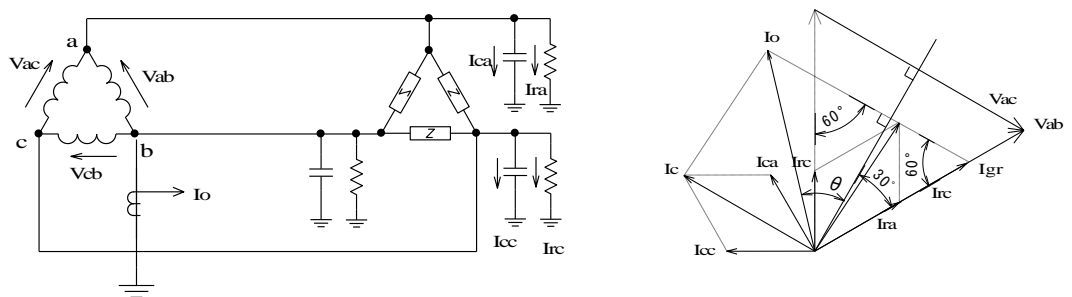 a
Vac
Vab
c
Vcb
b
Io
Z
Z
Z
Ica
Ira
Icc
Irc
Io
Ic
Ica
Irc
Icc
60°
θ
30°
60°
Vac
Vab
Igr
Irc
Ira